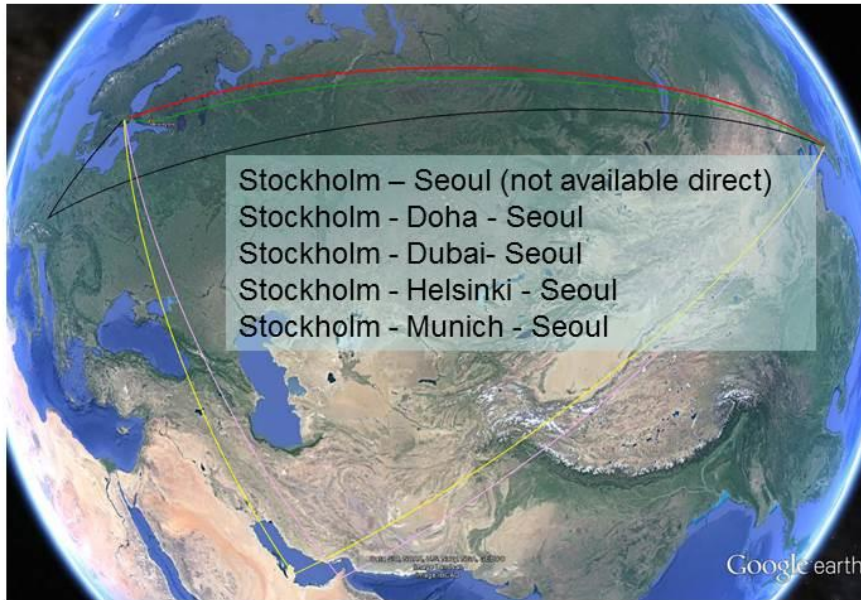 Stockholm – Seoul (not available direct)
Stockholm - Doha - Seoul
Stockholm - Dubai- Seoul
Stockholm - Helsinki - Seoul
Stockholm - Munich - Seoul
Google earth